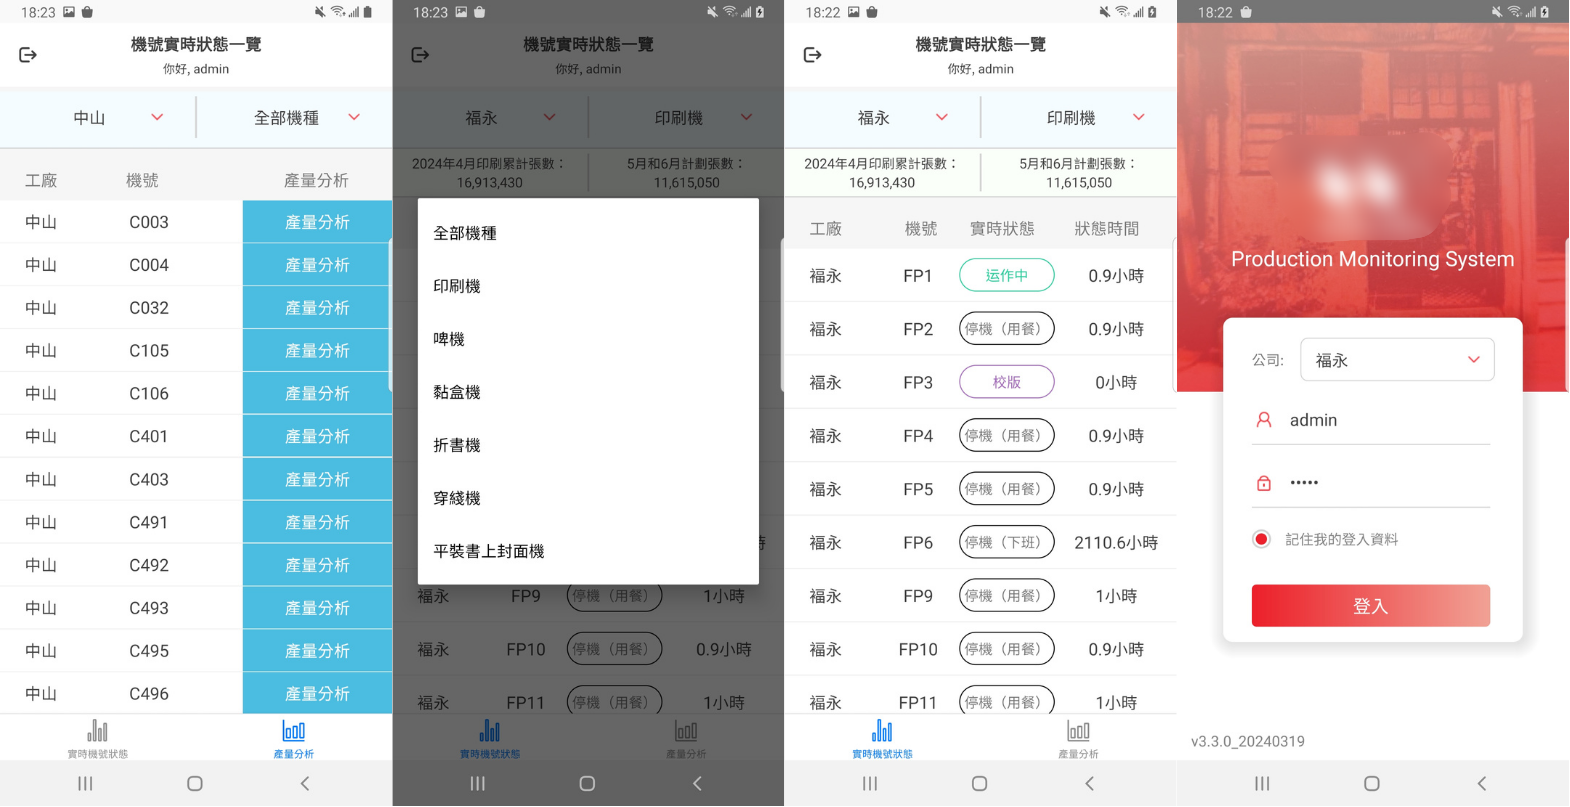 18:23
機號實時狀態一覽
你好, admin
中山 全部機種
工廠 機號 產量分析
中山 C003 產量分析
中山 C004 產量分析
中山 C032 產量分析
中山 C105 產量分析
中山 C106 產量分析
中山 C401 產量分析
中山 C403 產量分析
中山 C491 產量分析
中山 C492 產量分析
中山 C493 產量分析
中山 C495 產量分析
中山 C496 產量分析
實時機號狀態 產量分析
18:23
機號實時狀態一覽
你好, admin
福永 印刷機
2024年4月印刷累計張數： 5月和6月計劃張數：
16,913,430 11,615,050
全部機種
印刷機
啤機
黏盒機
折書機
穿綫機
平裝書上封面機
時
福永 FP9 停機（用餐） 1小時
福永 FP10 停機（用餐） 0.9小時
福永 FP11 停機（用餐） 1小時
實時機號狀態 產量分析
18:22
機號實時狀態一覽
你好, admin
福永 印刷機
2024年4月印刷累計張數： 5月和6月計劃張數：
16,913,430 11,615,050
工廠 機號 實時狀態 狀態時間
福永 FP1 运作中 0.9小時
福永 FP2 停機（用餐） 0.9小時
福永 FP3 校版 0小時
福永 FP4 停機（用餐） 0.9小時
福永 FP5 停機（用餐） 0.9小時
福永 FP6 停機（下班） 2110.6小時
福永 FP9 停機（用餐） 1小時
福永 FP10 停機（用餐） 0.9小時
福永 FP11 停機（用餐） 1小時
實時機號狀態 產量分析
18:22
Production Monitoring System
公司: 福永
admin
•••••
記住我的登入資料
登入
v3.3.0_20240319